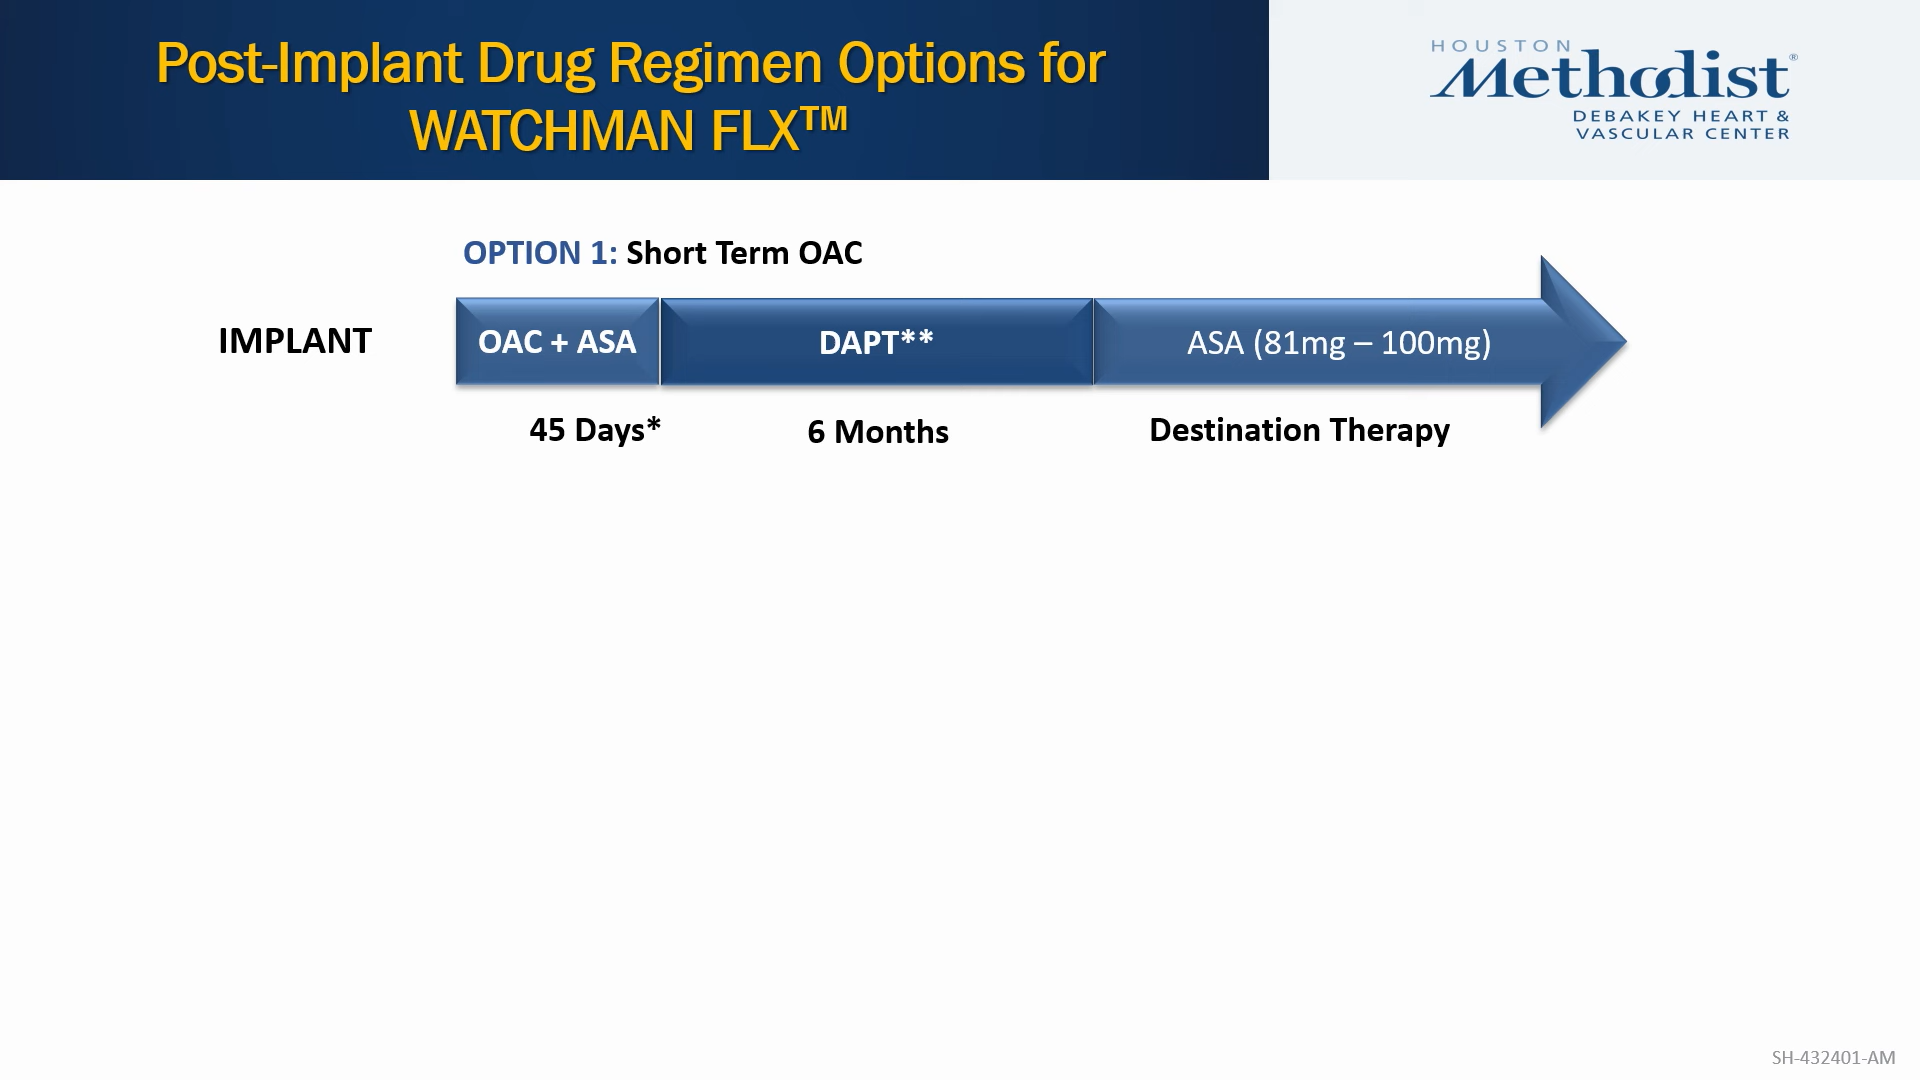 Post-Implant Drug Regimen Options for
WATCHMAN FLX™
HOUSTON
Methodist®
DEBAKEY HEART &
VASCULAR CENTER
OPTION 1: Short Term OAC
IMPLANT
OAC + ASA
DAPT**
ASA (81mg – 100mg)
45 Days*
6 Months
Destination Therapy
SH-432401-AM